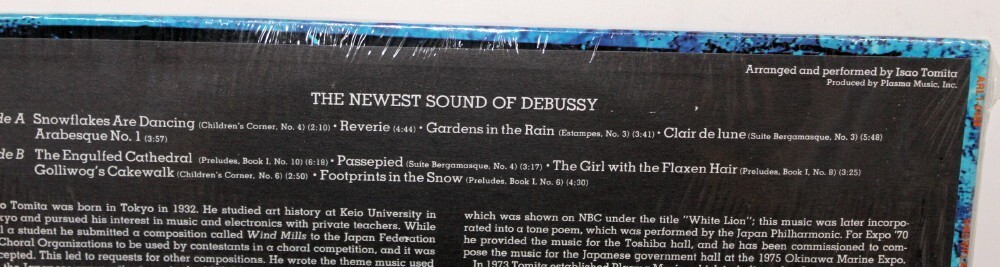 Arranged and performed by Isao Tomita
Produced by Plasma Music, Inc.
THE NEWEST SOUND OF DEBUSSY
de A Snowflakes Are Dancing (Children's Corner, No. 4) (2:10) • Reverie (4:44) • Gardens in the Rain (Estampes, No. 3) (3:41) • Clair de lune (Suite Bergamasque, No. 3) (5:48)
Arabesque No. 1 (3:57)
de B The Engulfed Cathedral (Preludes, Book I, No. 10) (6:18) • Passepied (Suite Bergamasque, No. 4) (3:17) • The Girl with the Flaxen Hair (Preludes, Book I, No. 8) (3:25)
Golliwog's Cakewalk (Children's Corner, No. 6) (2:50) • Footprints in the Snow (Preludes, Book I, No. 6) (4:30)
o Tomita was born in Tokyo in 1932. He studied art history at Keio University in
kyo and pursued his interest in music and electronics with private teachers. While
l a student he submitted a composition called Wind Mills to the Japan Federation
Choral Organizations to be used by contestants in a choral competition, and it was
cepted. This led to requests for other compositions. He wrote the theme music used
which was shown on NBC under the title "White Lion"; this music was later incorpo-
rated into a tone poem, which was performed by the Japan Philharmonic. For Expo '70
he provided the music for the Toshiba hall, and he has been commissioned to com-
pose the music for the Japanese government hall at the 1975 Okinawa Marine Expo.
In 1973 Tomita established Plasma Music